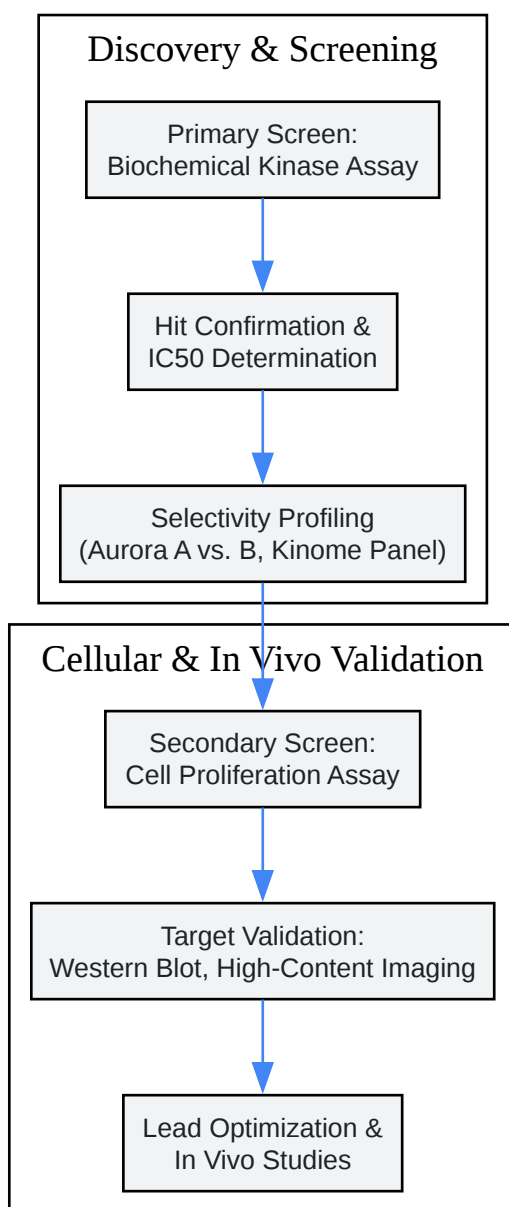 Discovery & Screening
Primary Screen:
Biochemical Kinase Assay
Hit Confirmation &
IC50 Determination
Selectivity Profiling
(Aurora A vs. B, Kinome Panel)
Cellular & In Vivo Validation
Secondary Screen:
Cell Proliferation Assay
Target Validation:
Western Blot, High-Content Imaging
Lead Optimization &
In Vivo Studies